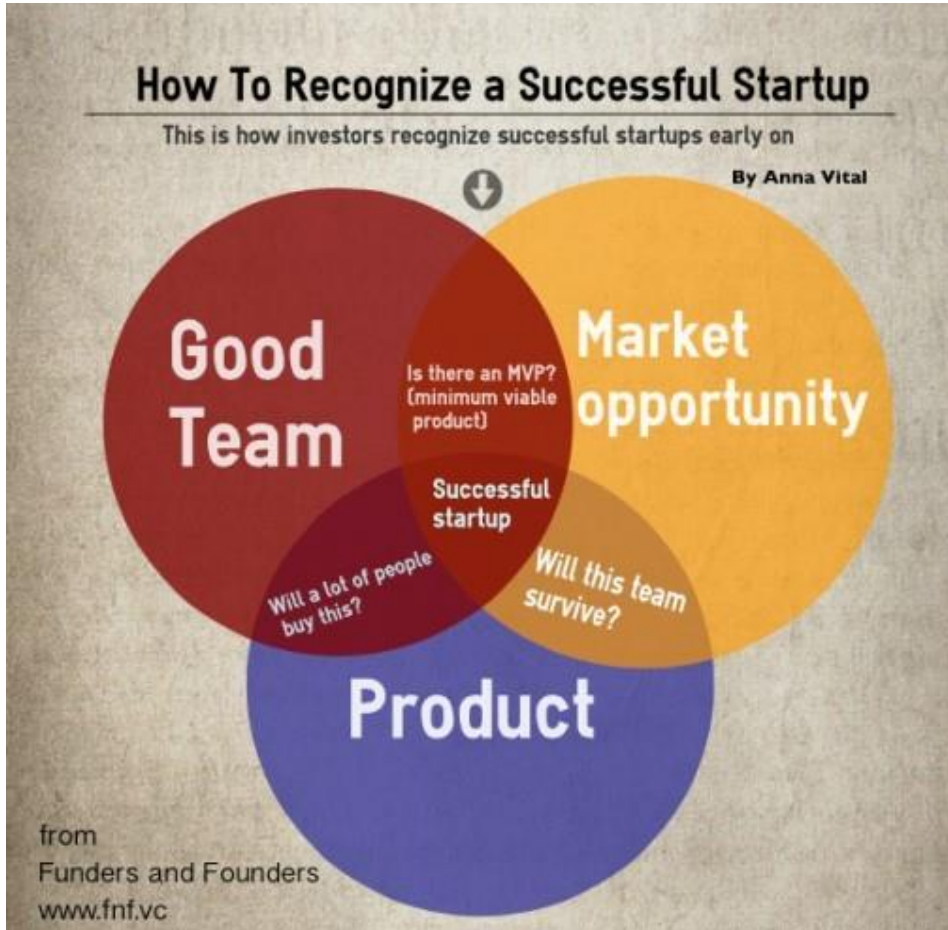 How To Recognize a Successful Startup
This is how investors recognize successful startups early on
By Anna Vital
Good
Team
Is there an MVP?
(minimum viable
product)
Market
opportunity
Successful
startup
Will a lot of people
buy this?
Will this team
survive?
Product
from
Funders and Founders
www.fnf.vc